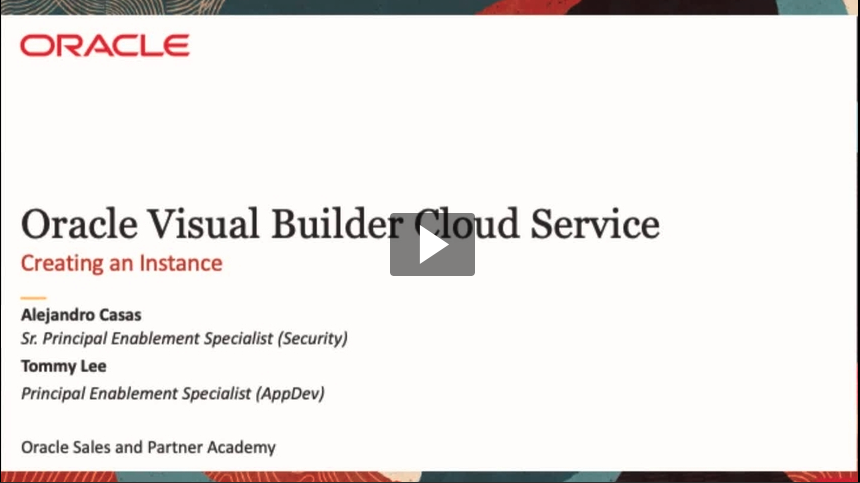 ORACLE
Oracle Visual Builder Cloud Service
Creating an Instance
Alejandro Casas
Sr. Principal Enablement Specialist (Security)
Tommy Lee
Principal Enablement Specialist (AppDev)
Oracle Sales and Partner Academy